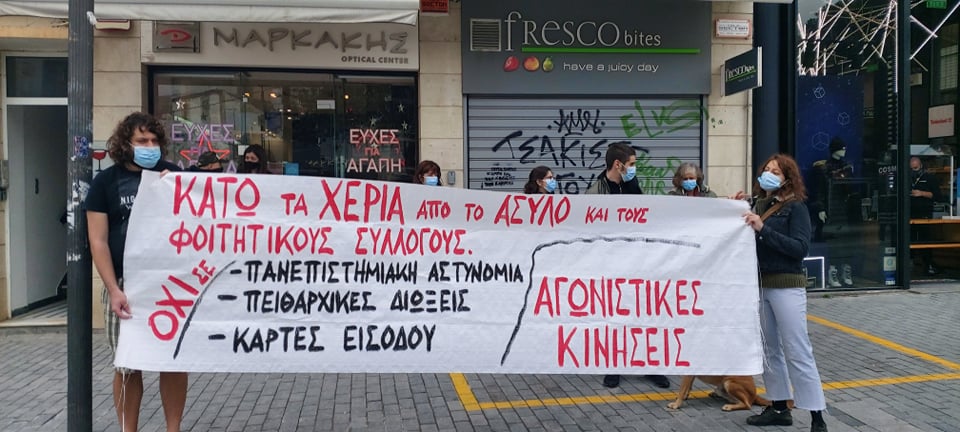 ΜΑΡΚΑΚΗΣ
OPTICAL CENTER
fresco bites
have a juicy day
ΕΥΧΕΣ
ΕΥΧΕΣ
ΓΙΑ
ΑΓΑΠΗ
ΤΣΑΚΙΣ
ΚΑΤΩ ΤΑ ΧΕΡΙΑ ΑΠΟ ΤΟ ΑΣΥΛΟ ΚΑΙ ΤΟΥΣ
ΦΟΙΤΗΤΙΚΟΥΣ ΣΥΛΛΟΓΟΥΣ.
ΟΧΙ ΣΕ
- ΠΑΝΕΠΙΣΤΗΜΙΑΚΗ ΑΣΤΥΝΟΜΙΑ
- ΠΕΙΘΑΡΧΙΚΕΣ ΔΙΩΞΕΙΣ
- ΚΑΡΤΕΣ ΕΙΣΟΔΟΥ
ΑΓΩΝΙΣΤΙΚΕΣ
ΚΙΝΗΣΕΙΣ